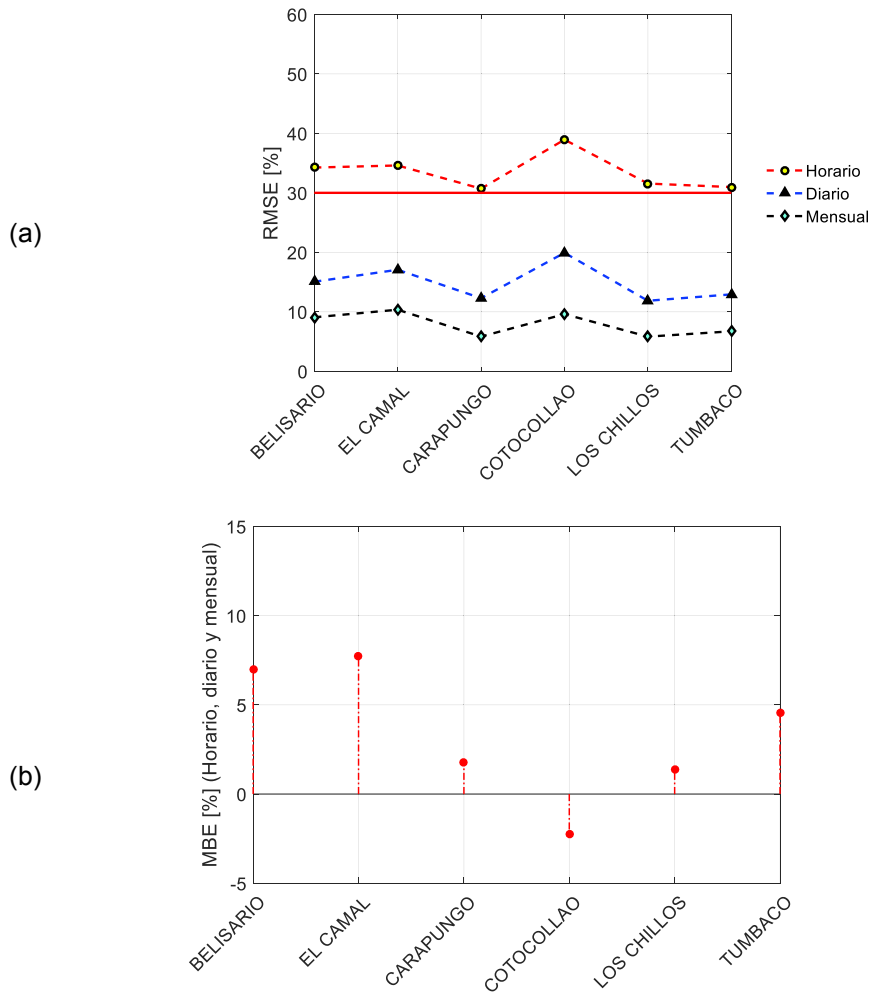 (a)
RMSE [%]
60
50
40
30
20
10
0
BELISARIO
EL CAMAL
CARAPUNGO
COTOCOLLAO
LOS CHILLOS
TUMBACO
Horario
Diario
Mensual
(b)
MBE [%] (Horario, diario y mensual)
15
10
5
0
-5
BELISARIO
EL CAMAL
CARAPUNGO
COTOCOLLAO
LOS CHILLOS
TUMBACO